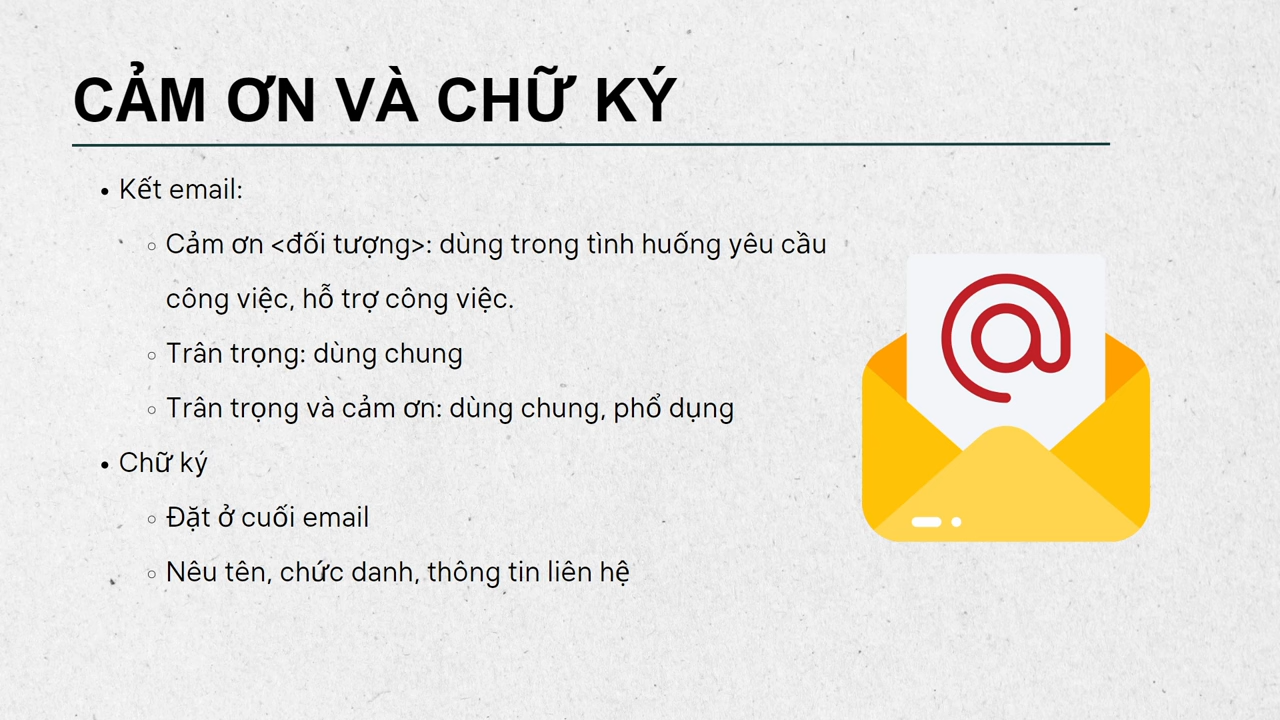 CẢM ƠN VÀ CHỮ KÝ
• Kết email:
◦ Cảm ơn <đối tượng>: dùng trong tình huống yêu cầu
công việc, hỗ trợ công việc.
◦ Trân trọng: dùng chung
◦ Trân trọng và cảm ơn: dùng chung, phổ dụng
• Chữ ký
◦ Đặt ở cuối email
◦ Nêu tên, chức danh, thông tin liên hệ
@